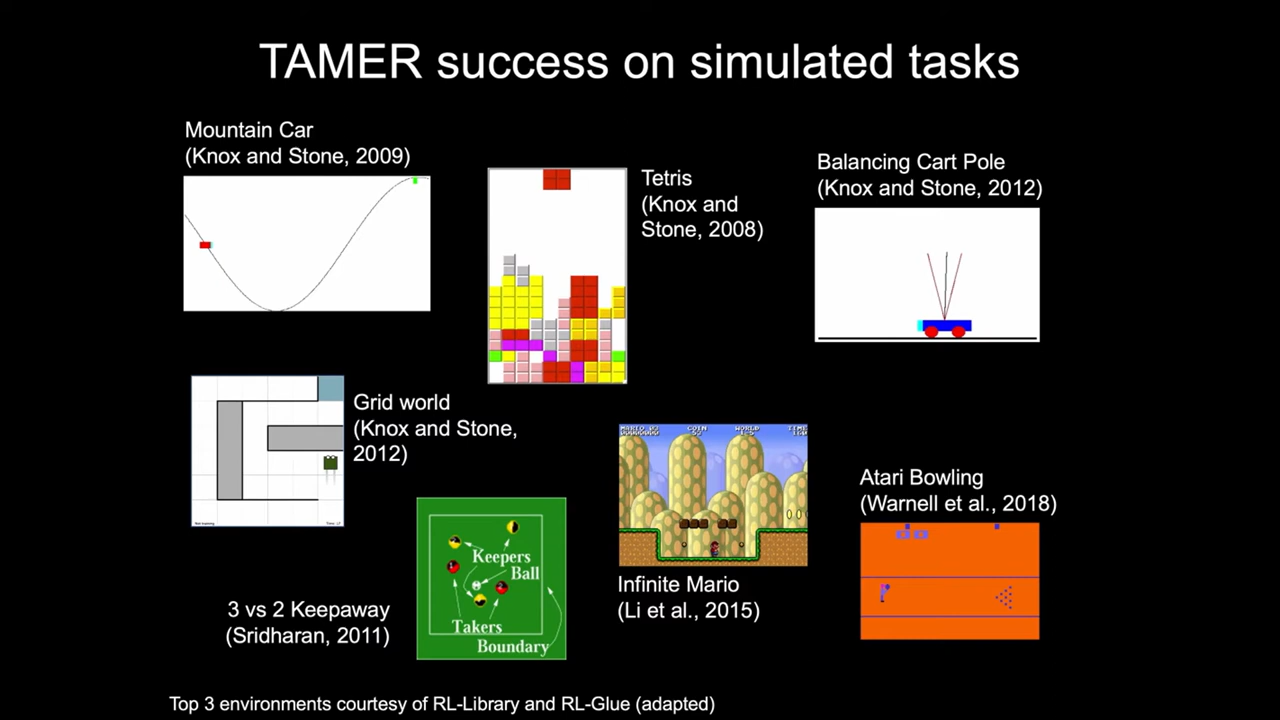 TAMER success on simulated tasks
Mountain Car
(Knox and Stone, 2009)
Tetris
(Knox and
Stone, 2008)
Balancing Cart Pole
(Knox and Stone, 2012)
Grid world
(Knox and Stone,
2012)
Keepers
Ball
Takers
Boundary
3 vs 2 Keepaway
(Sridharan, 2011)
COIN
WORLD
Infinite Mario
(Li et al., 2015)
Atari Bowling
(Warnell et al., 2018)
Top 3 environments courtesy of RL-Library and RL-Glue (adapted)